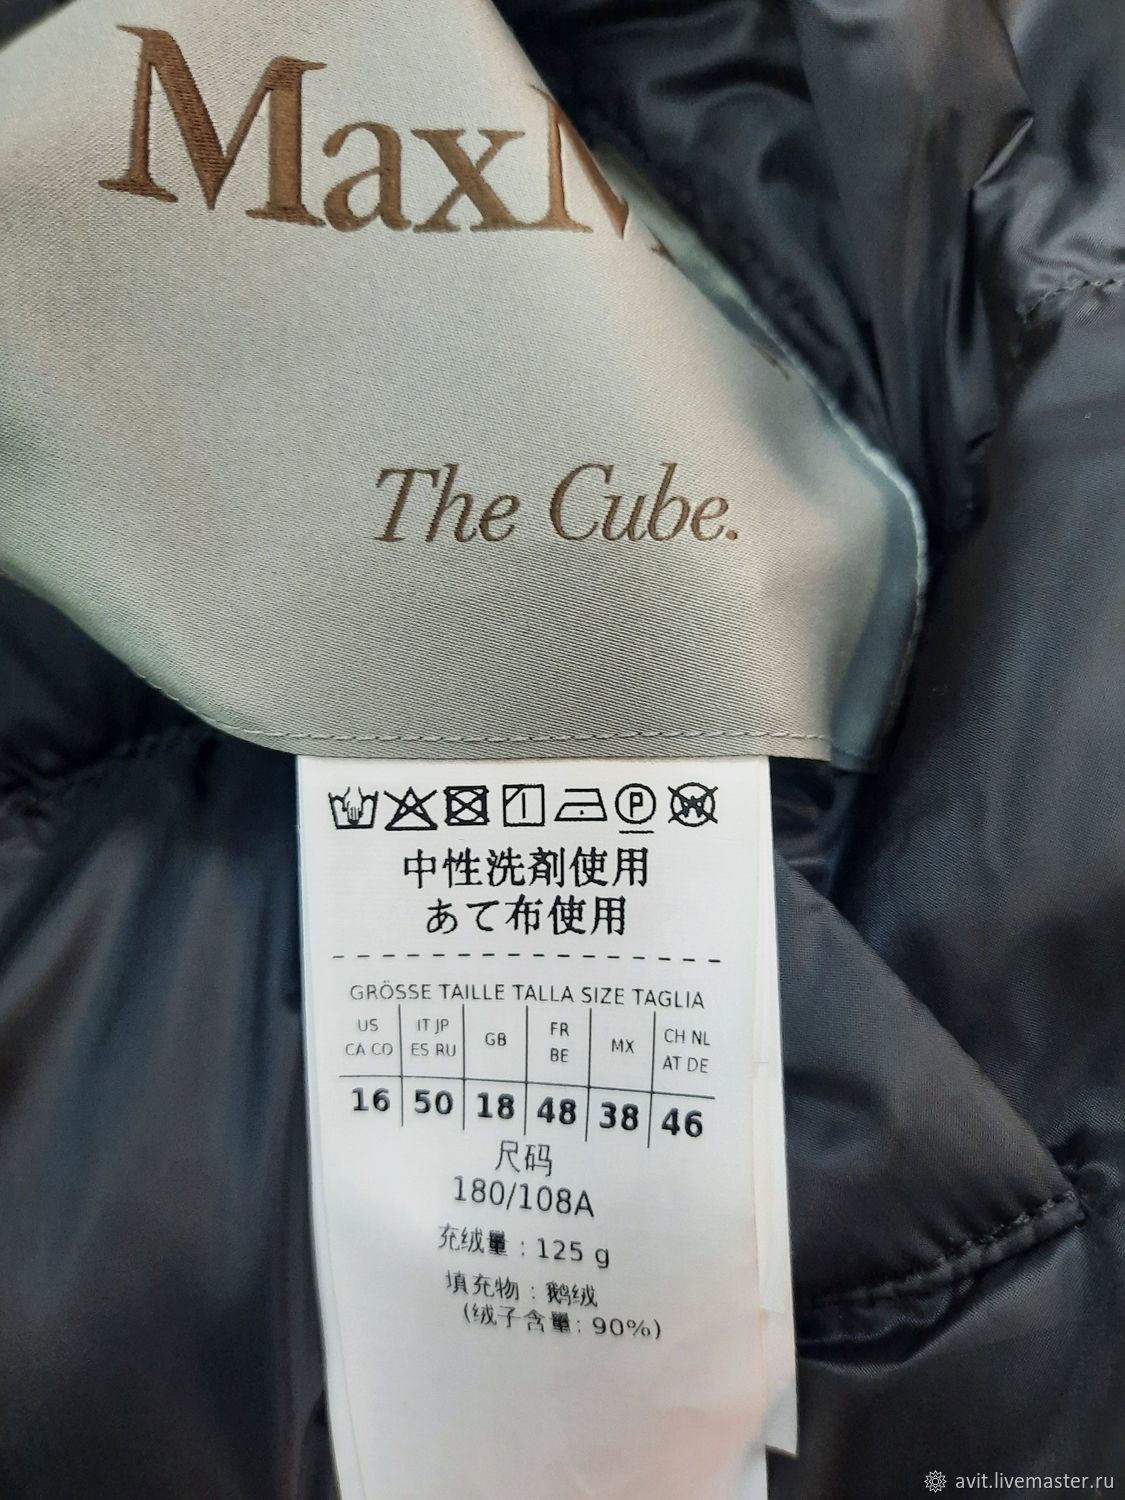 MaxM
The Cube.
中性洗剤使用
あて布使用
GRÖSSE TAILLE TALLA SIZE TAGLIA
US CA CO IT JP ES RU GB FR BE MX CH NL AT DE
16 50 18 48 38 46
尺码
180/108A
充绒量：125 g
填充物：鹅绒
(绒子含量：90%)
avit.livemaster.ru